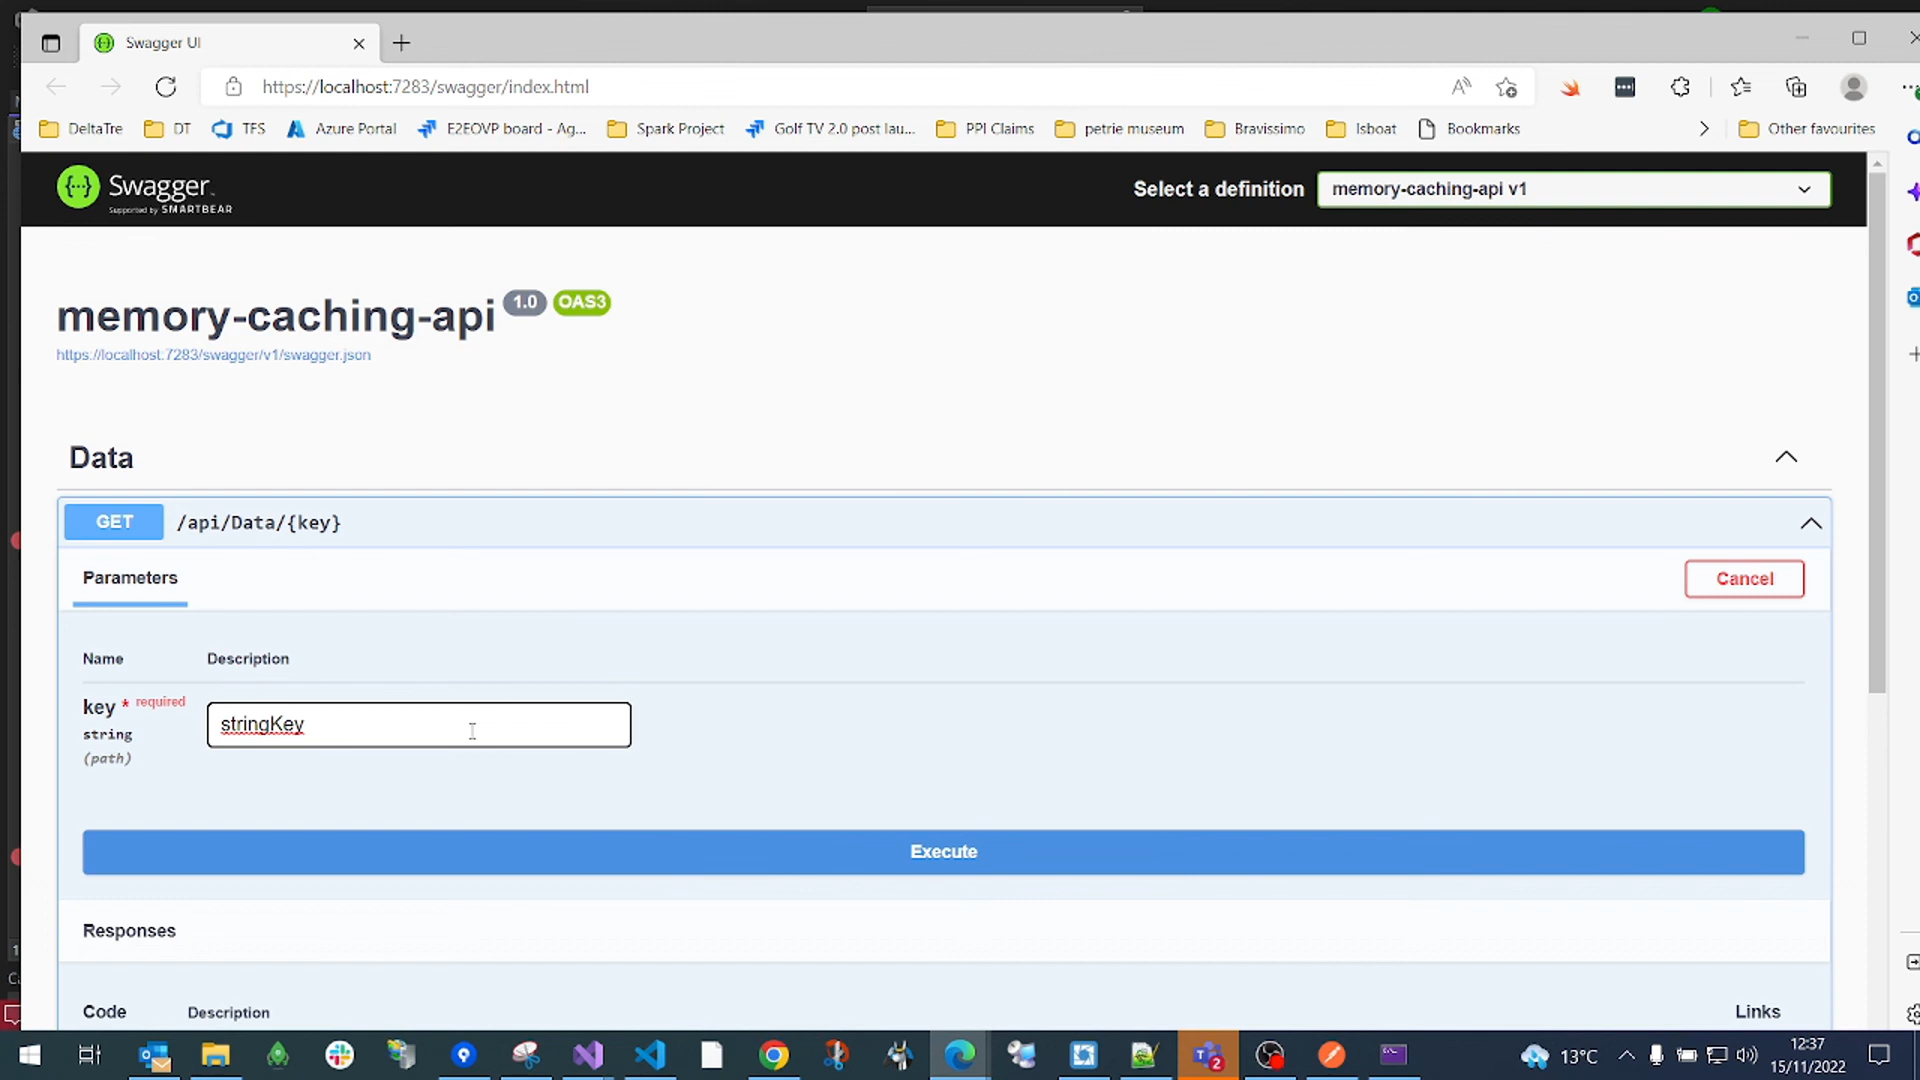 Swagger UI
https://localhost:7283/swagger/index.html
DeltaTre
DT
TFS
Azure Portal
E2EOVP board - Ag...
Spark Project
Golf TV 2.0 post lau...
PPI Claims
petrie museum
Bravissimo
Isboat
Bookmarks
Other favourites
Swagger
Supported by SMARTBEAR
Select a definition
memory-caching-api v1
memory-caching-api 1.0 OAS3
https://localhost:7283/swagger/v1/swagger.json
Data
GET /api/Data/{key}
Parameters
Cancel
Name Description
key * required
string
(path)
stringKey
Execute
Responses
Code Description Links
2
13°C
12:37
15/11/2022